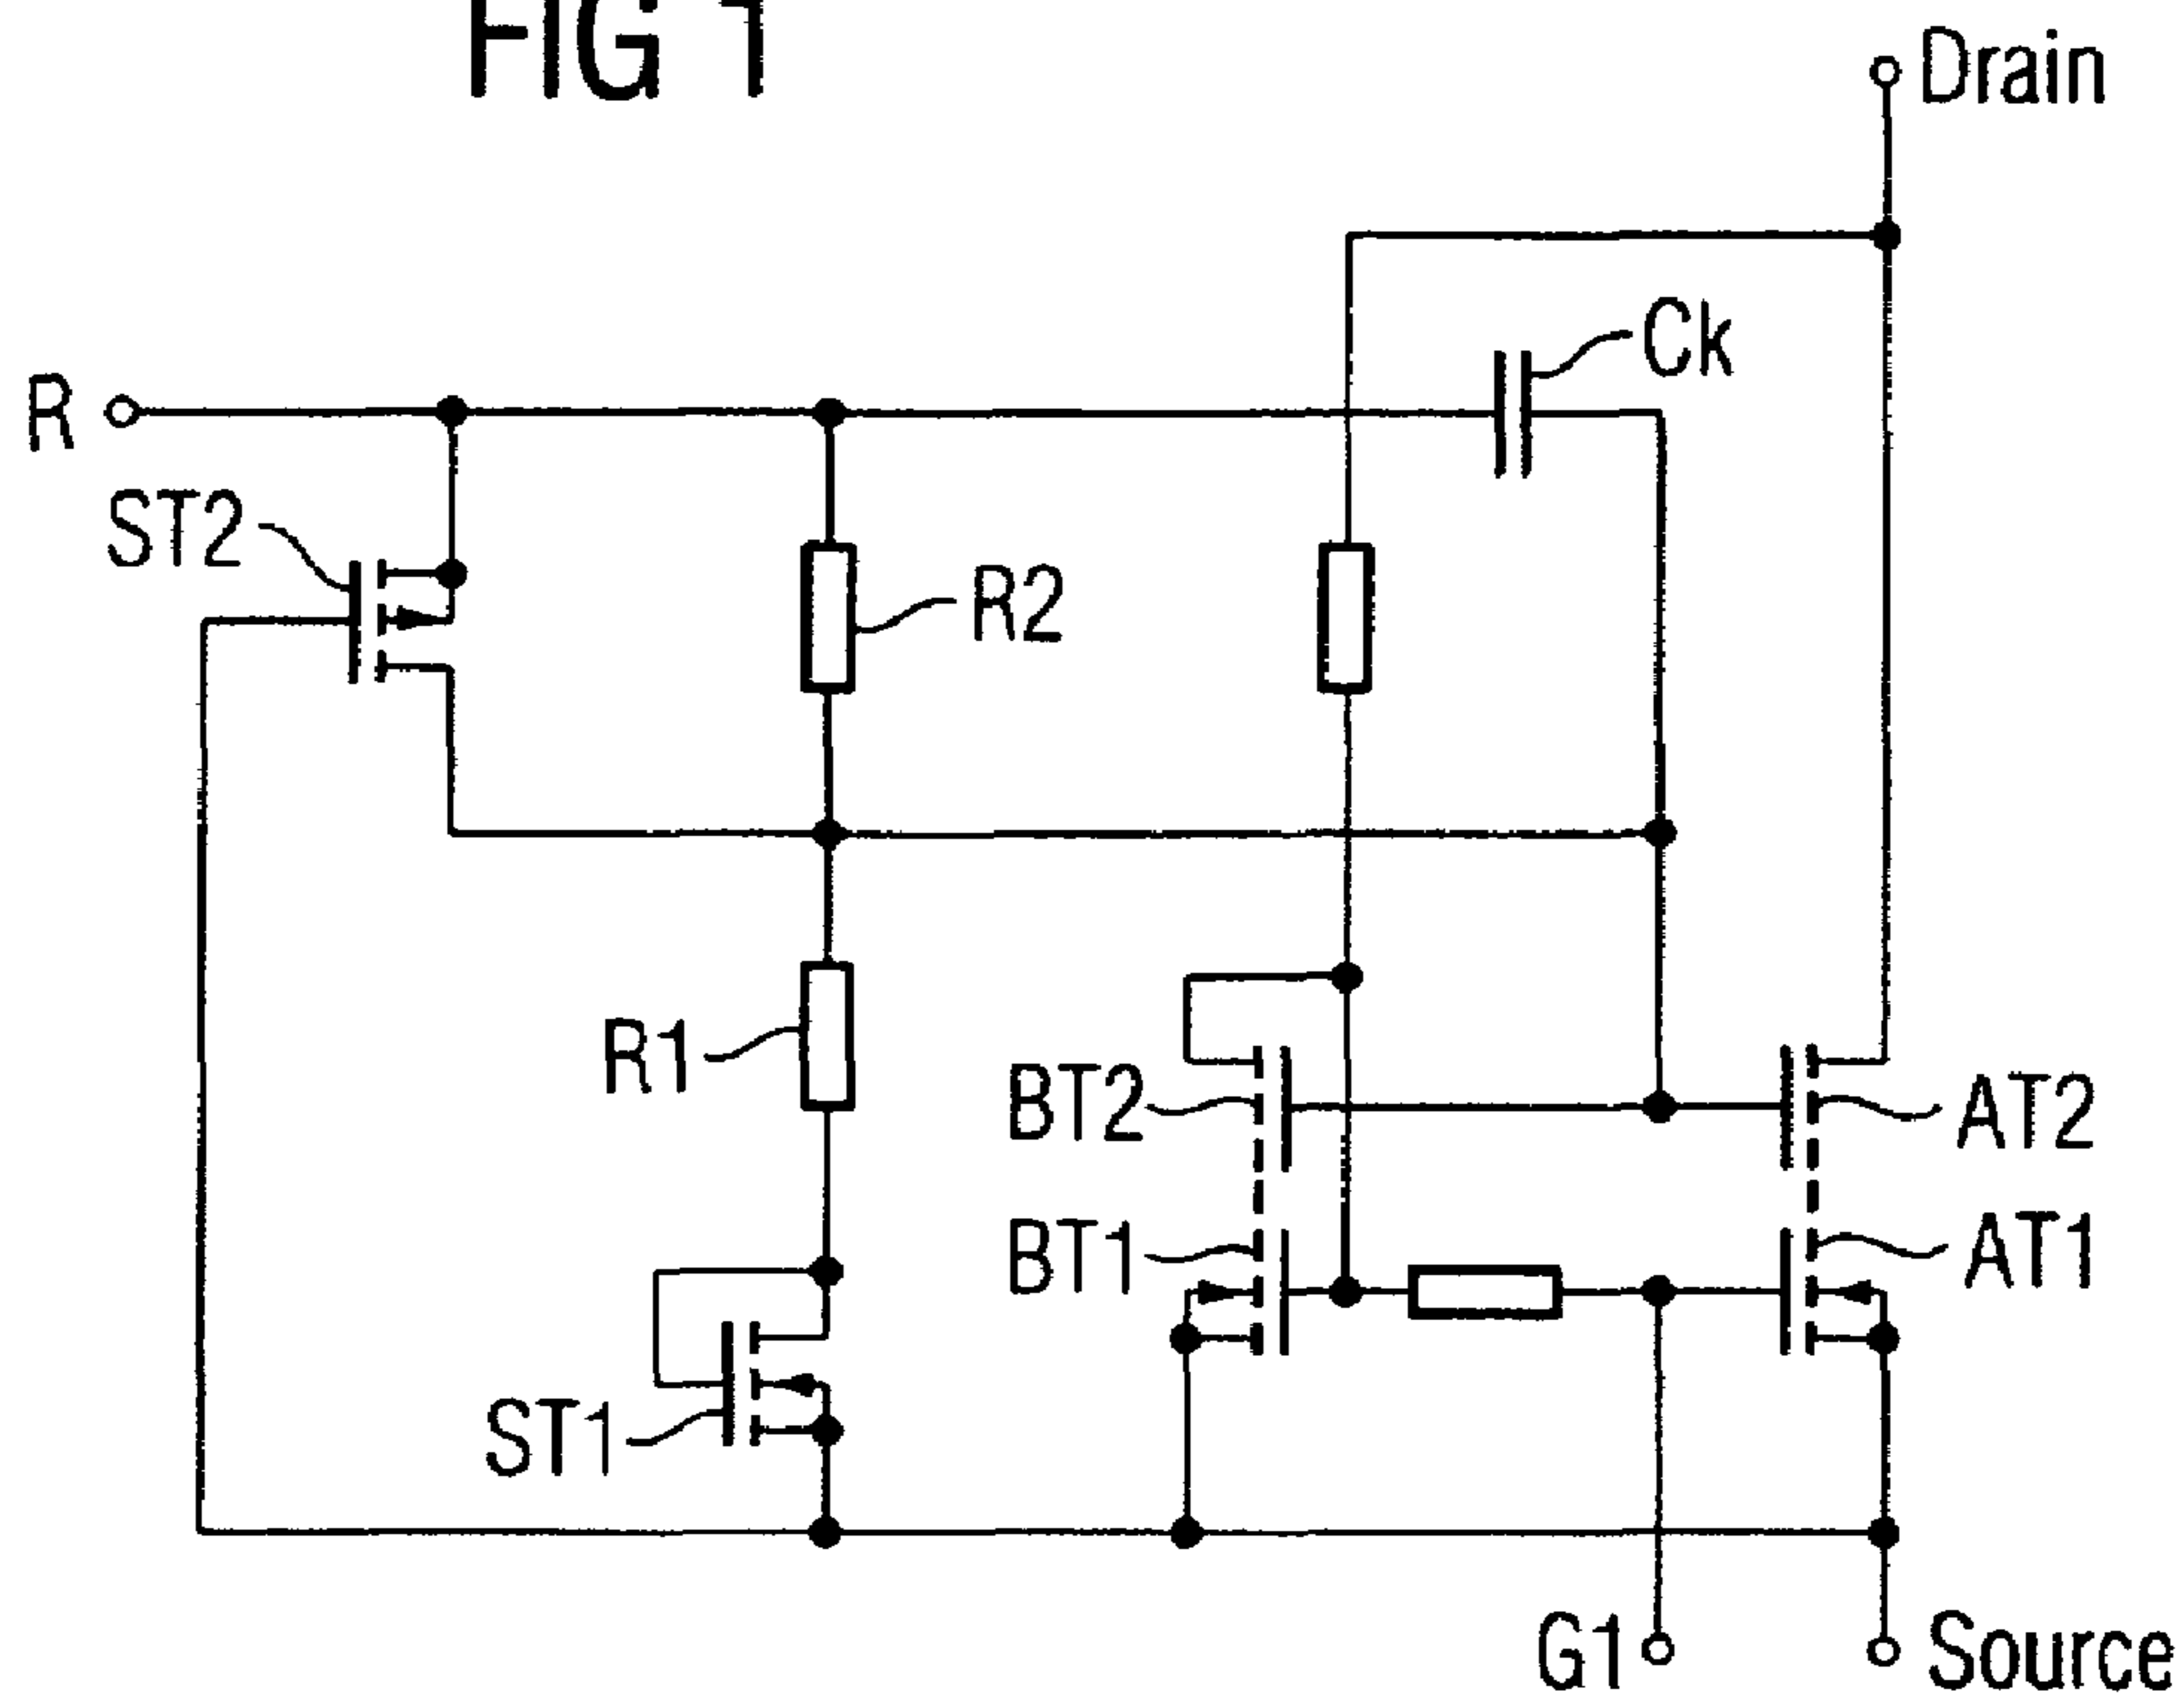 FIG 1
Drain
Ck
R
ST2
R2
R1
BT2
AT2
BT1
AT1
ST1
G1
Source